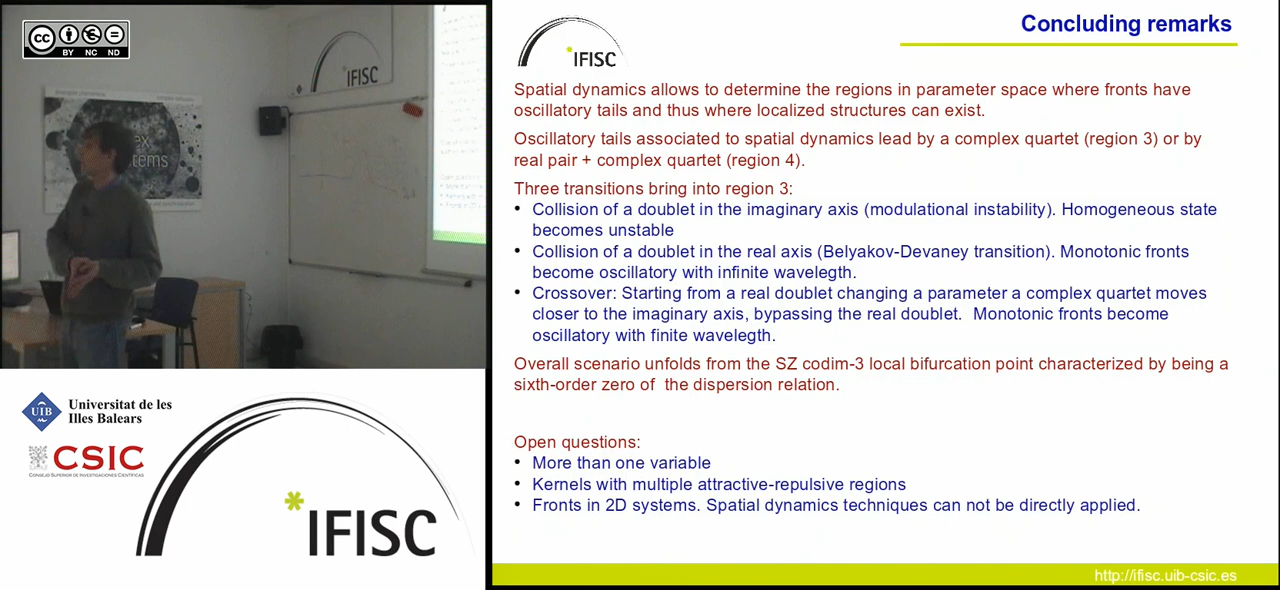 cc
BY NC ND
IFISC
ex
stems
Universitat de les
Illes Balears
UIB
CSIC
CONSEJO SUPERIOR DE INVESTIGACIONES CIENTÍFICAS
*IFISC
Concluding remarks
*IFISC
Spatial dynamics allows to determine the regions in parameter space where fronts have
oscillatory tails and thus where localized structures can exist.
Oscillatory tails associated to spatial dynamics lead by a complex quartet (region 3) or by
real pair + complex quartet (region 4).
Three transitions bring into region 3:
• Collision of a doublet in the imaginary axis (modulational instability). Homogeneous state
becomes unstable
• Collision of a doublet in the real axis (Belyakov-Devaney transition). Monotonic fronts
become oscillatory with infinite wavelegth.
• Crossover: Starting from a real doublet changing a parameter a complex quartet moves
closer to the imaginary axis, bypassing the real doublet. Monotonic fronts become
oscillatory with finite wavelegth.
Overall scenario unfolds from the SZ codim-3 local bifurcation point characterized by being a
sixth-order zero of the dispersion relation.
Open questions:
• More than one variable
• Kernels with multiple attractive-repulsive regions
• Fronts in 2D systems. Spatial dynamics techniques can not be directly applied.
http://ifisc.uib-csic.es